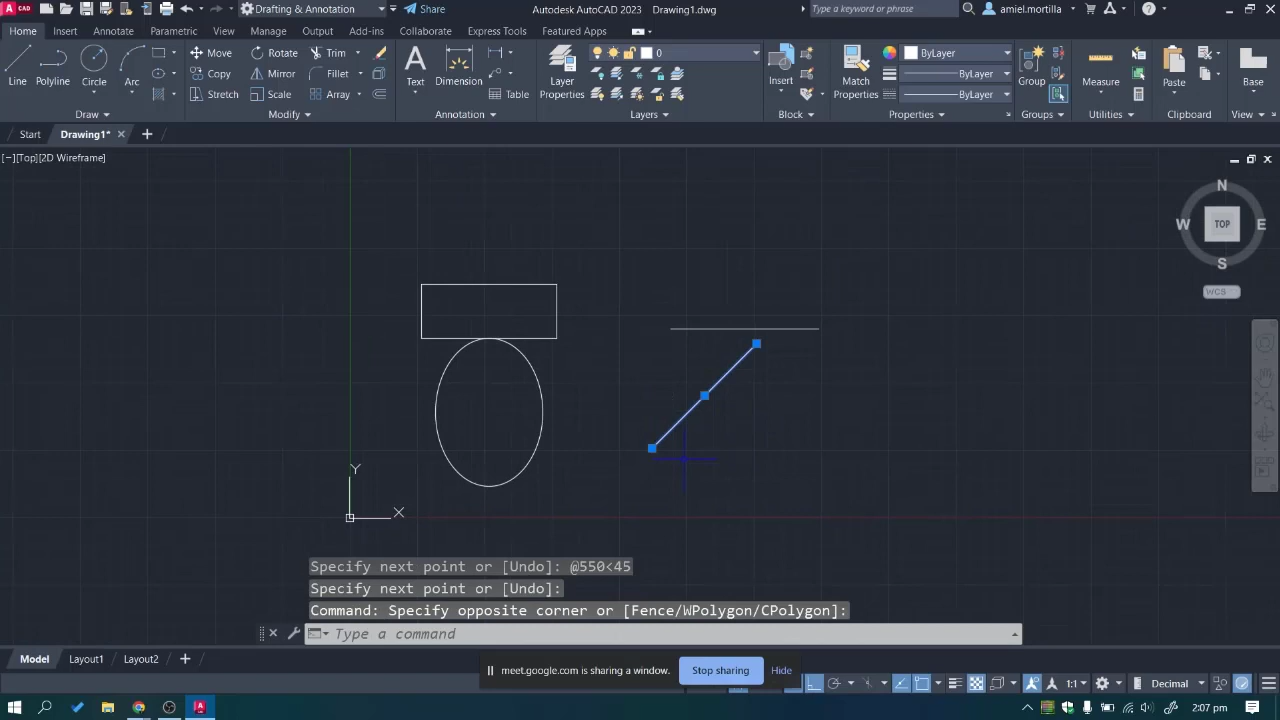 CAD
Drafting & Annotation
Share
Autodesk AutoCAD 2023 Drawing1.dwg
Type a keyword or phrase
amiel.mortilla
Home Insert Annotate Parametric View Manage Output Add-ins Collaborate Express Tools Featured Apps
Line Polyline Circle Arc
Move Rotate Trim
Copy Mirror Fillet
Stretch Scale Array
Text Dimension Table
Layer
Properties
0
Insert
Match
Properties
ByLayer
ByLayer
ByLayer
Group
Measure
Paste
Base
Draw Modify Annotation Layers Block Properties Groups Utilities Clipboard View
Start Drawing1*
[−][Top][2D Wireframe]
N
W TOP E
S
WCS
Y
X
Specify next point or [Undo]: @550<45
Specify next point or [Undo]:
Command: Specify opposite corner or [Fence/WPolygon/CPolygon]:
Type a command
Model Layout1 Layout2
meet.google.com is sharing a window. Stop sharing Hide
1:1 Decimal
2:07 pm